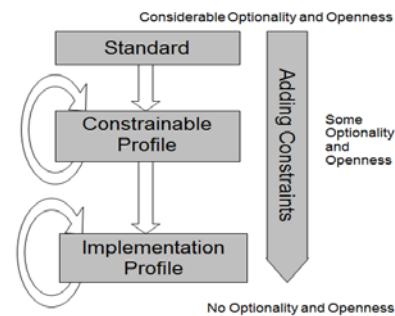 Considerable Optionality and Openness
Standard
Constrainable
Profile
Adding Constraints
Some
Optionality
and
Openness
Implementation
Profile
No Optionality and Openness